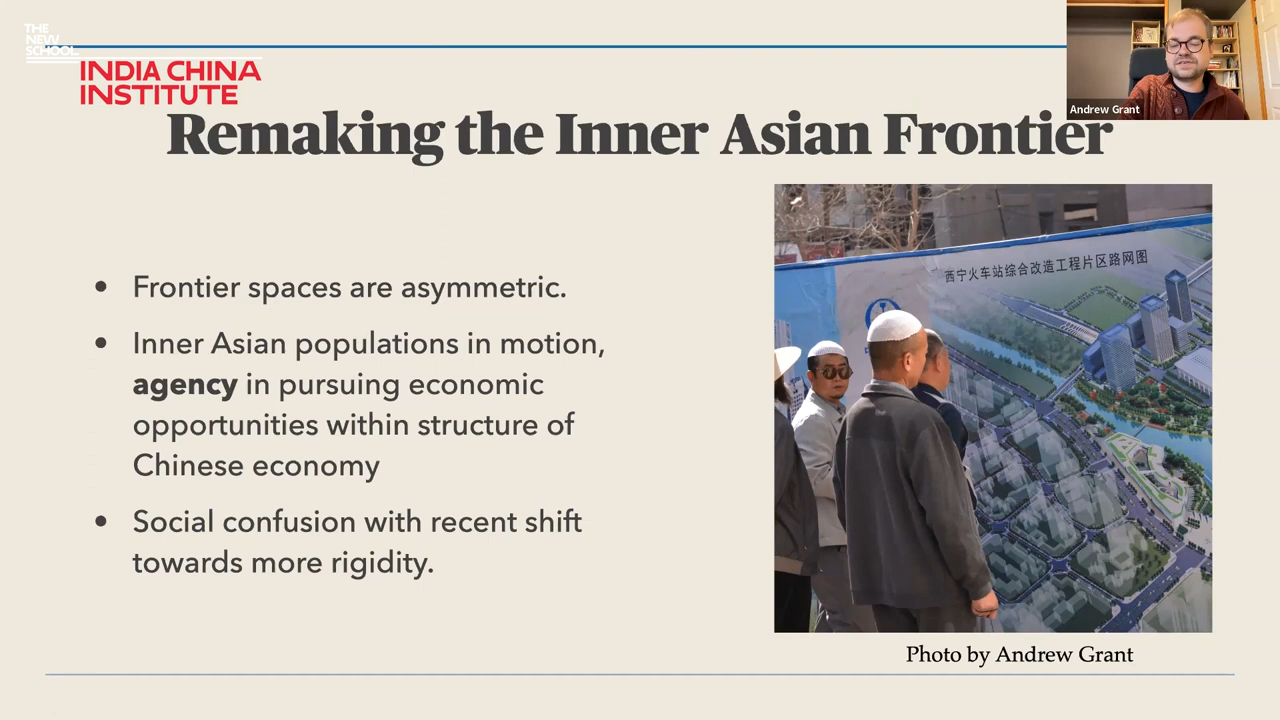 THE
NEW
SCHOOL
INDIA CHINA
INSTITUTE
Andrew Grant
Remaking the Inner Asian Frontier
• Frontier spaces are asymmetric.
• Inner Asian populations in motion,
agency in pursuing economic
opportunities within structure of
Chinese economy
• Social confusion with recent shift
towards more rigidity.
西宁火车站综合改造工程片区路网图
Photo by Andrew Grant